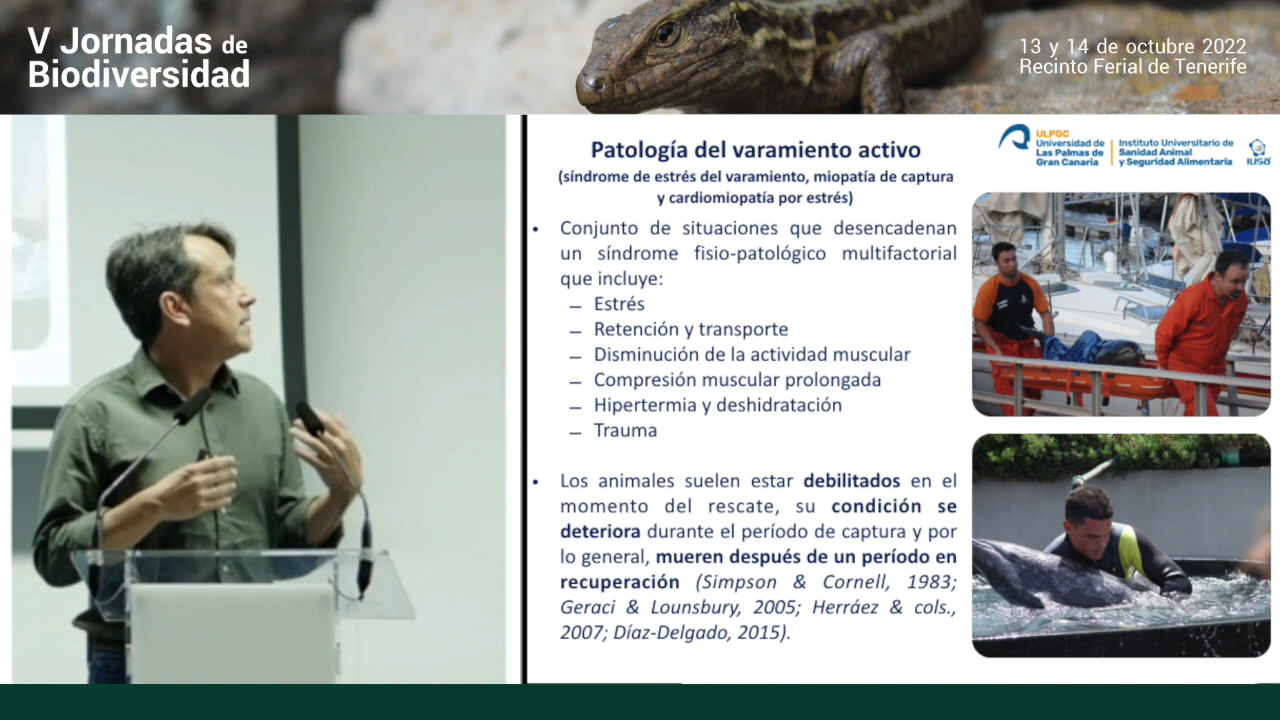 V Jornadas de
Biodiversidad
13 y 14 de octubre 2022
Recinto Ferial de Tenerife
Patología del varamiento activo
(síndrome de estrés del varamiento, miopatía de captura
y cardiomiopatía por estrés)
• Conjunto de situaciones que desencadenan
un síndrome fisio-patológico multifactorial
que incluye:
– Estrés
– Retención y transporte
– Disminución de la actividad muscular
– Compresión muscular prolongada
– Hipertermia y deshidratación
– Trauma
• Los animales suelen estar debilitados en el
momento del rescate, su condición se
deteriora durante el período de captura y por
lo general, mueren después de un período en
recuperación (Simpson & Cornell, 1983;
Geraci & Lounsbury, 2005; Herráez & cols.,
2007; Díaz-Delgado, 2015).
ULPGC
Universidad de
Las Palmas de
Gran Canaria
Instituto Universitario de
Sanidad Animal
y Seguridad Alimentaria
IUSA